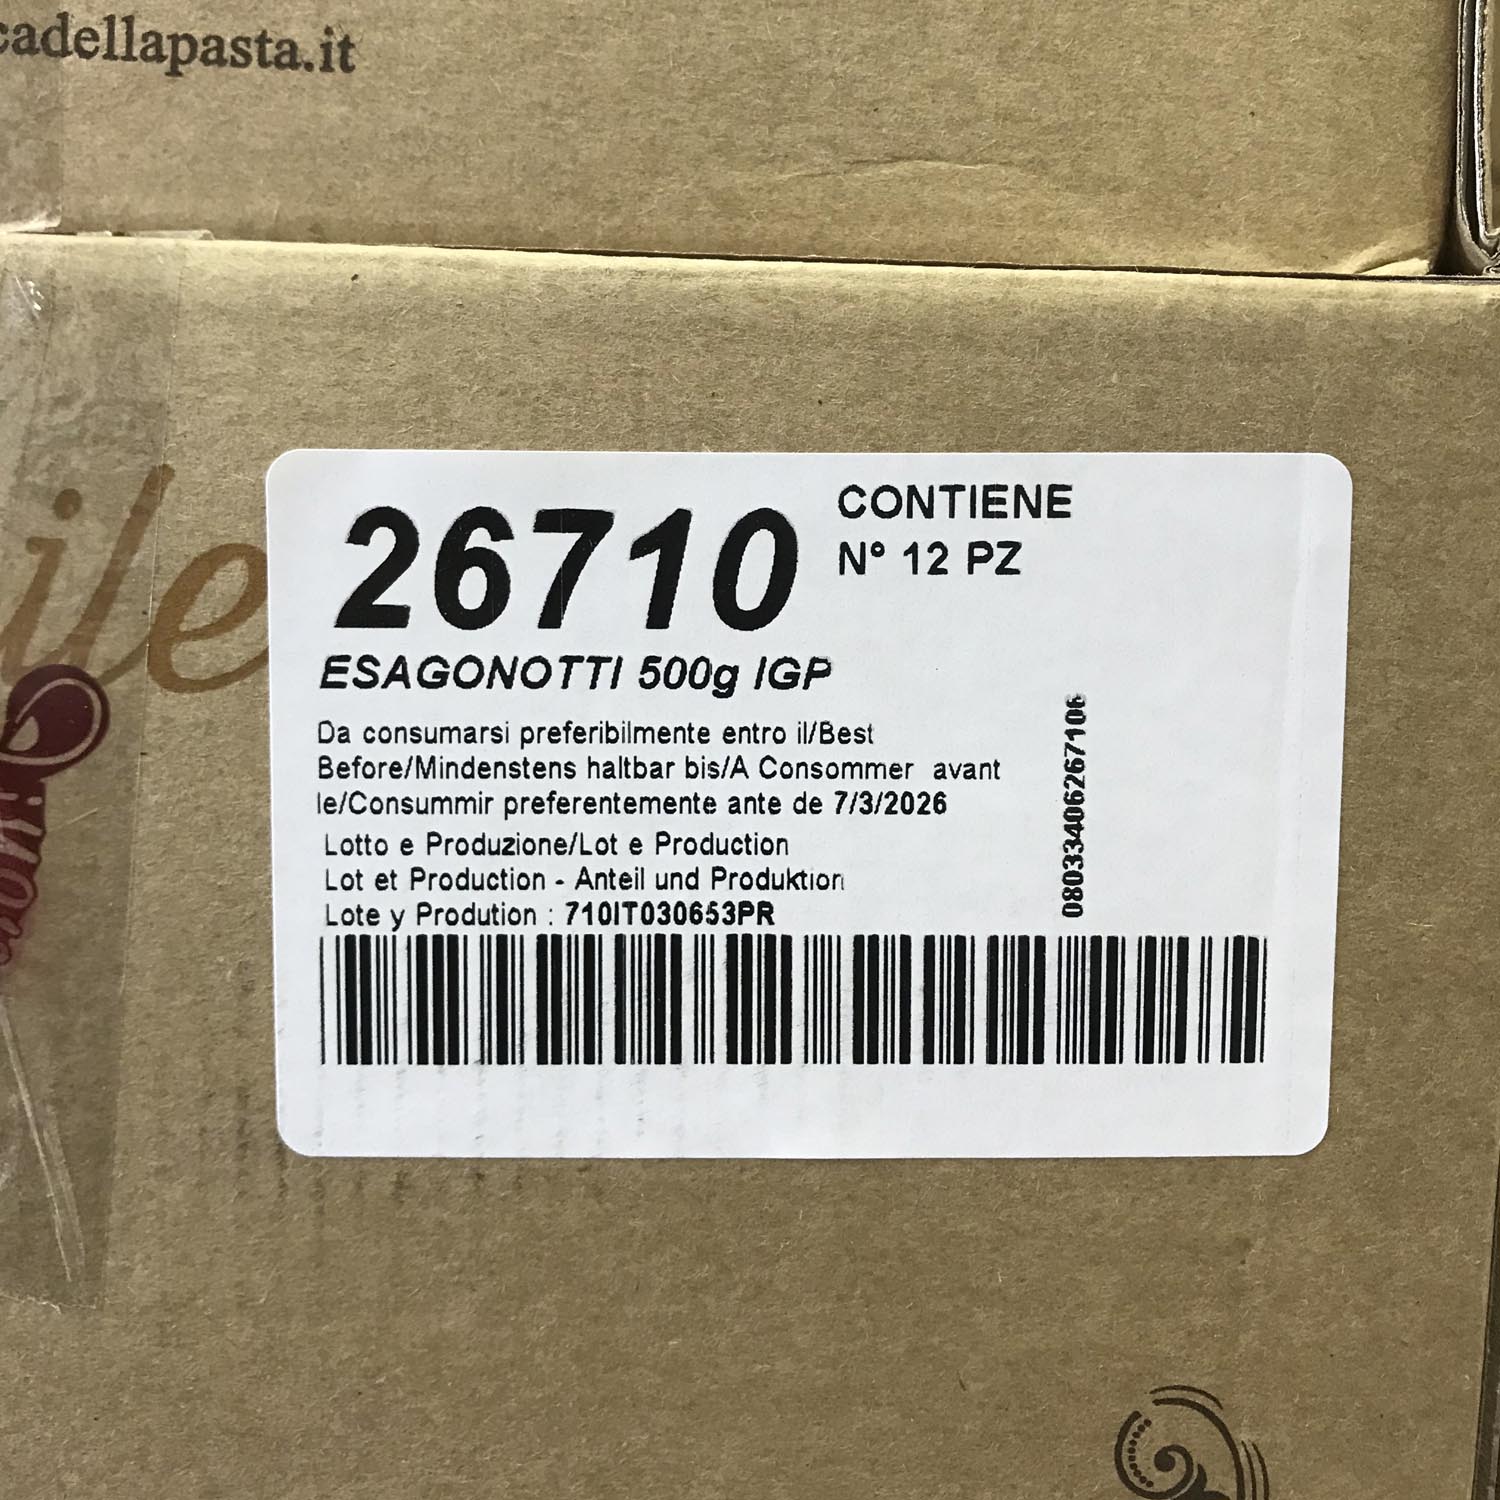 cadellapasta.it
ile
26710
CONTIENE
N° 12 PZ
ESAGONOTTI 500g IGP
Da consumarsi preferibilmente entro il/Best
Before/Mindenstens haltbar bis/A Consommer avant
le/Consummir preferentemente ante de 7/3/2026
Lotto e Produzione/Lot e Production
Lot et Production - Anteil und Produktion
Lote y Prodution : 710IT030653PR
08033406267106